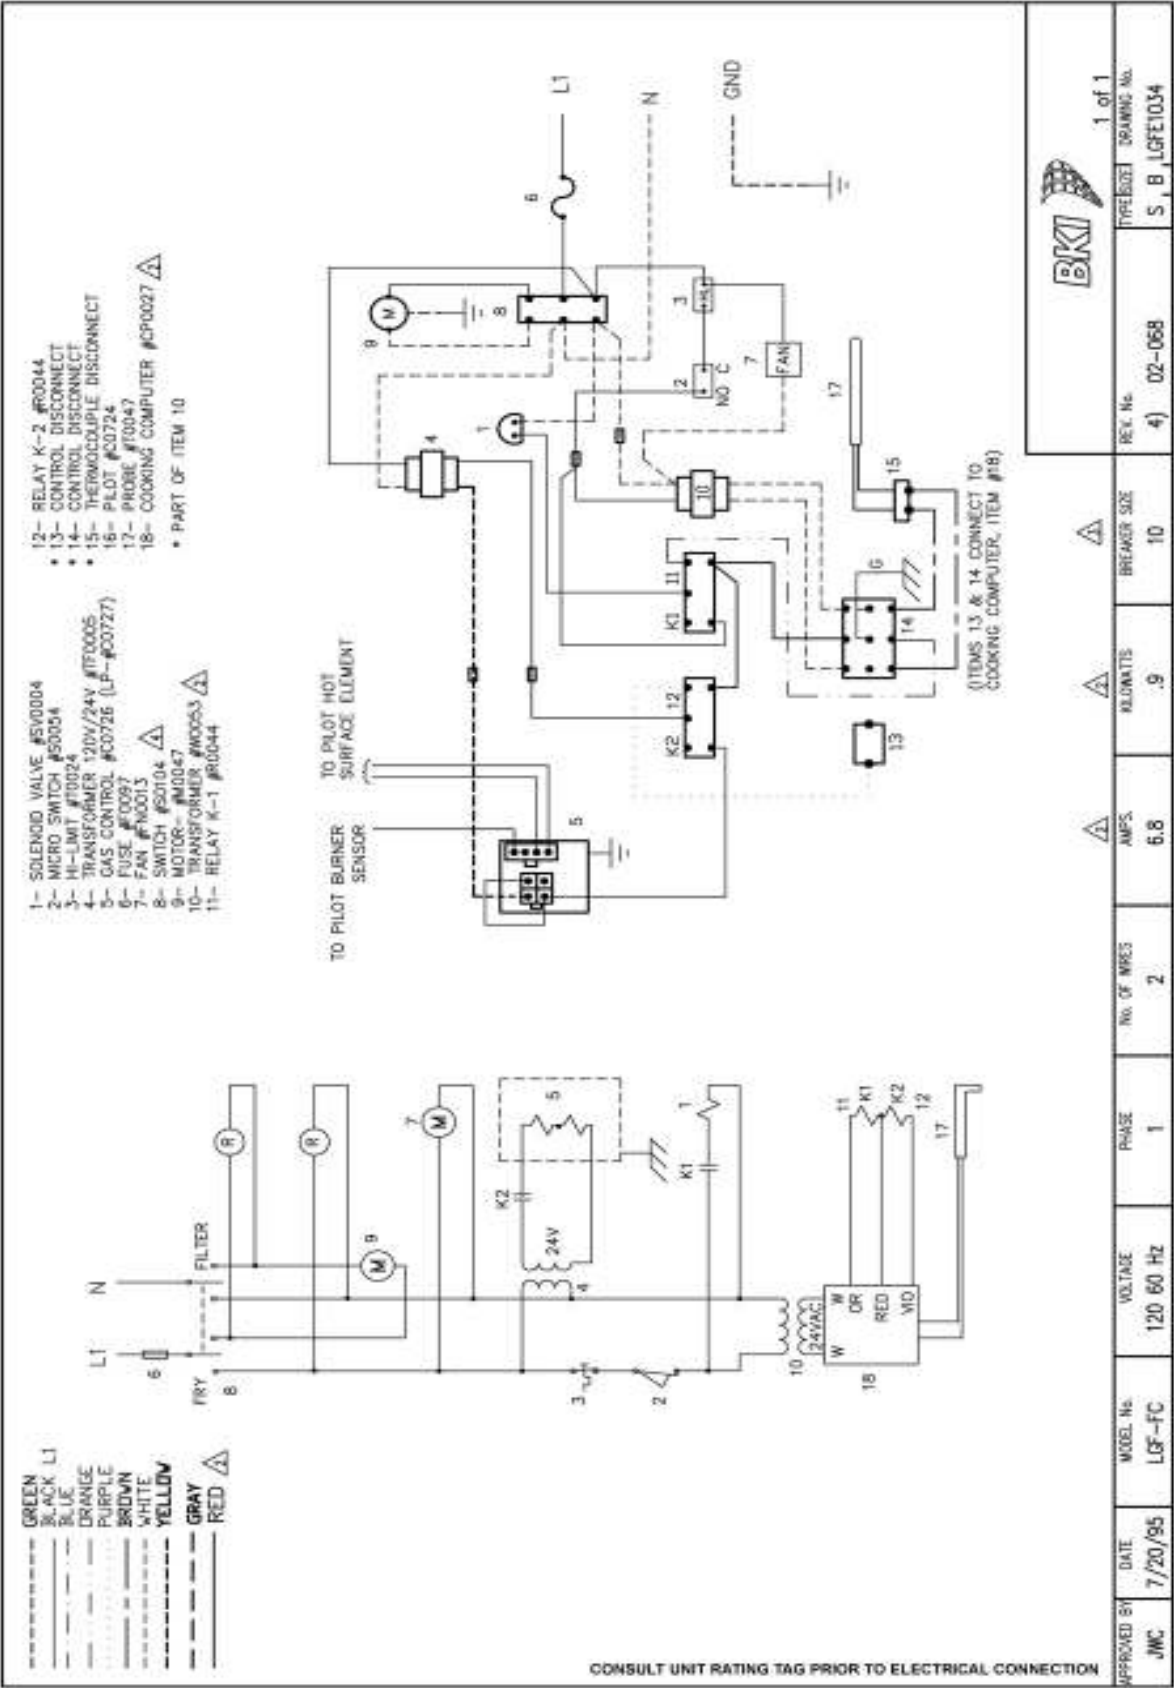 GREEN
BLACK L1
BLUE
ORANGE
PURPLE
BROWN
WHITE
YELLOW
GRAY
RED 2
1- SOLENOID VALVE #SV0004
2- MICRO SWITCH #S0054
3- HI-LIMIT #T0024
4- TRANSFORMER 120V/24V #TF0005
5- GAS CONTROL #C0726 (LP-#C0727)
6- FUSE #F0097
7- FAN #FN0013
8- SWITCH #S0104 4
9- MOTOR- #M0047
10- TRANSFORMER #W0053 2
11- RELAY K-1 #R0044
12- RELAY K-2 #R0044
* 13- CONTROL DISCONNECT
* 14- CONTROL DISCONNECT
* 15- THERMOCOUPLE DISCONNECT
16- PILOT #C0724
17- PROBE #T0047
18- COOKING COMPUTER #CP0027 2
* PART OF ITEM 10
L1
N
6
FRY
FILTER
8
R
R
9
M
7
M
K2
5
24V
4
3
2
K1
1
10
24VAC
W
W
OR
RED
VIO
18
11
K1
K2
12
17
TO PILOT BURNER
SENSOR
TO PILOT HOT
SURFACE ELEMENT
5
9
M
8
6
L1
N
GND
4
1
2
NO C
3
HL
7
FAN
10
K1
11
K2
12
13
14
G
15
17
(ITEMS 13 & 14 CONNECT TO
COOKING COMPUTER, ITEM #18)
BKI
1 of 1
CONSULT UNIT RATING TAG PRIOR TO ELECTRICAL CONNECTION
APPROVED BY DATE MODEL No. VOLTAGE PHASE No. OF WIRES AMPS. KILOWATTS BREAKER SIZE REV. No. TYPE SIZE DRAWING No.
JWC 7/20/95 LGF-FC 120 60 Hz 1 2 6.8 .9 10 4) 02-068 S B LGFE1034